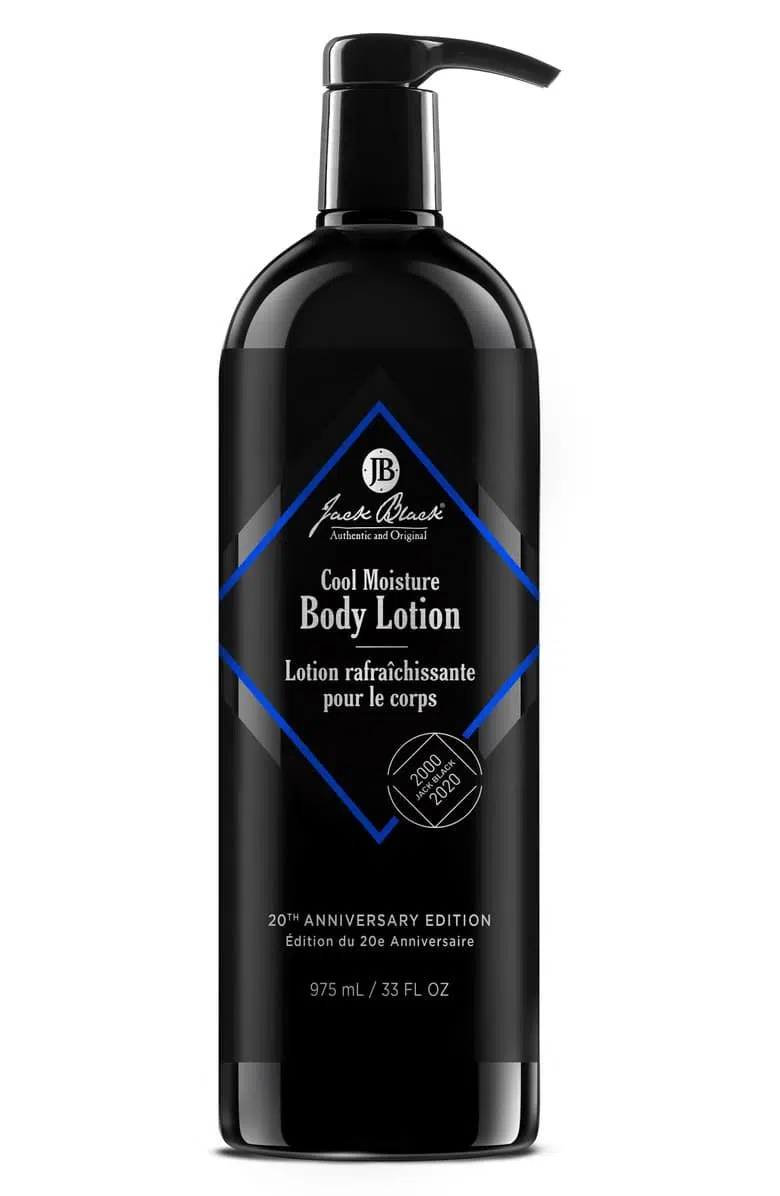 JB
Jack Black®
Authentic and Original
Cool Moisture
Body Lotion
Lotion rafraîchissante
pour le corps
2000
JACK BLACK
2020
20TH ANNIVERSARY EDITION
Édition du 20e Anniversaire
975 mL / 33 FL OZ